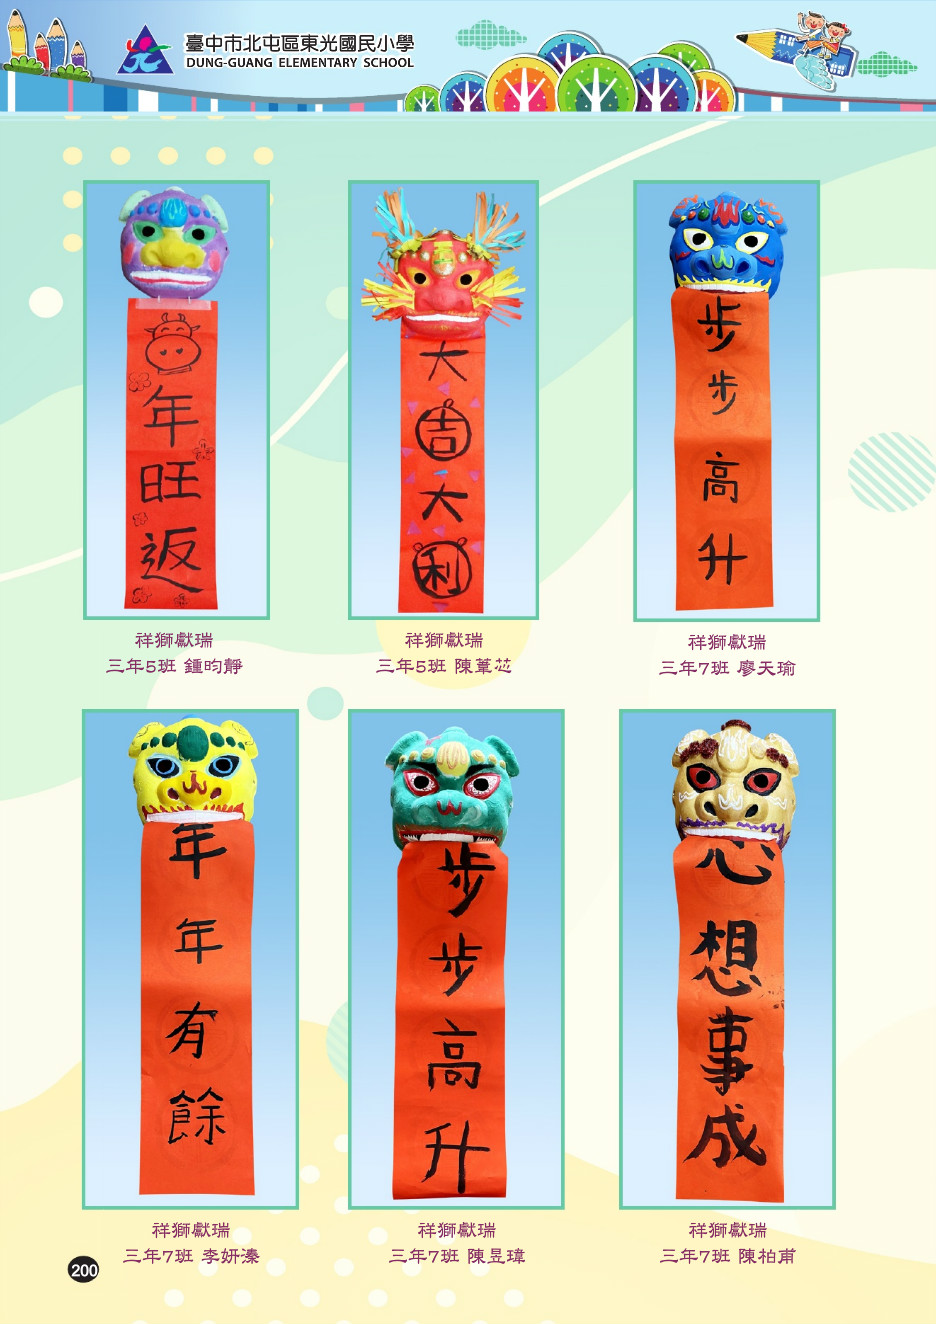 臺中市北屯區東光國民小學
DUNG-GUANG ELEMENTARY SCHOOL
年
旺
返
大
吉
大
利
步
步
高
升
祥獅獻瑞
三年5班 鍾昀靜
祥獅獻瑞
三年5班 陳葦芯
祥獅獻瑞
三年7班 廖天瑜
年
年
有
餘
步
步
高
升
心
想
事
成
祥獅獻瑞
三年7班 李妍溱
祥獅獻瑞
三年7班 陳昱瑋
祥獅獻瑞
三年7班 陳柏甫
200